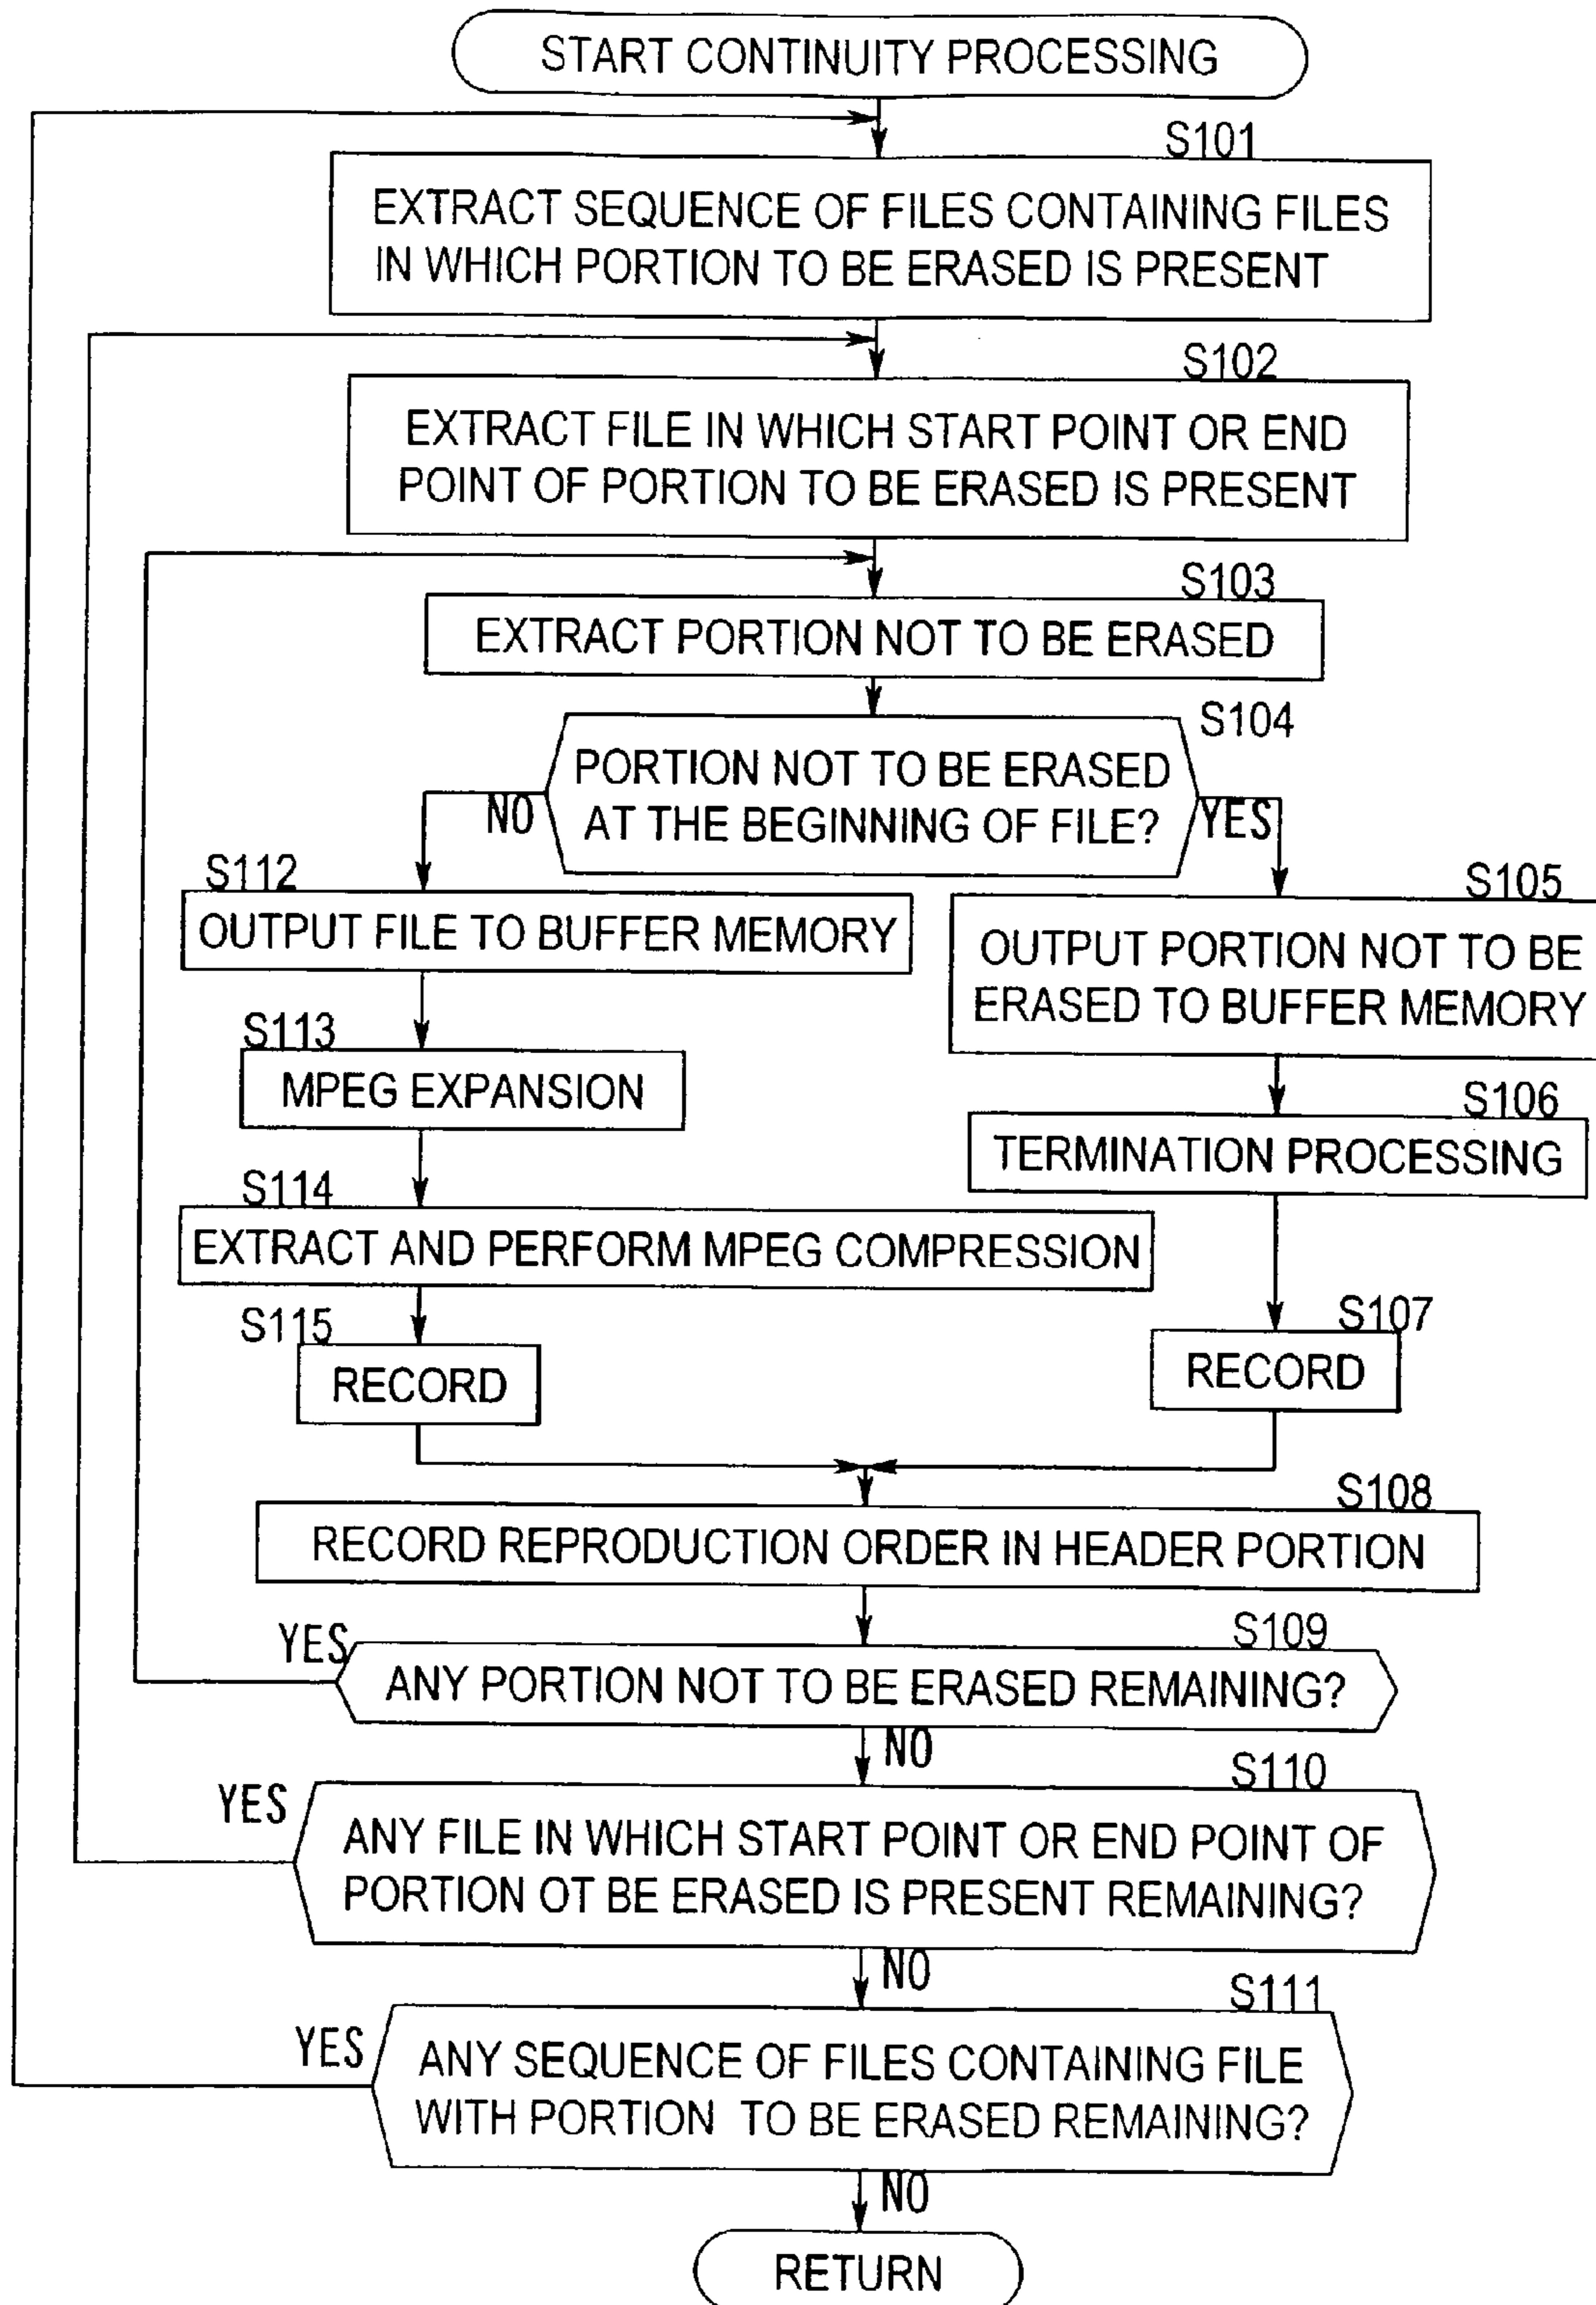 START CONTINUITY PROCESSING
S101
EXTRACT SEQUENCE OF FILES CONTAINING FILES
IN WHICH PORTION TO BE ERASED IS PRESENT
S102
EXTRACT FILE IN WHICH START POINT OR END
POINT OF PORTION TO BE ERASED IS PRESENT
S103
EXTRACT PORTION NOT TO BE ERASED
S104
PORTION NOT TO BE ERASED
AT THE BEGINNING OF FILE?
NO
YES
S112
OUTPUT FILE TO BUFFER MEMORY
S113
MPEG EXPANSION
S114
EXTRACT AND PERFORM MPEG COMPRESSION
S115
RECORD
S105
OUTPUT PORTION NOT TO BE
ERASED TO BUFFER MEMORY
S106
TERMINATION PROCESSING
S107
RECORD
S108
RECORD REPRODUCTION ORDER IN HEADER PORTION
S109
YES
ANY PORTION NOT TO BE ERASED REMAINING?
NO
S110
YES
ANY FILE IN WHICH START POINT OR END POINT OF
PORTION OT BE ERASED IS PRESENT REMAINING?
NO
S111
YES
ANY SEQUENCE OF FILES CONTAINING FILE
WITH PORTION TO BE ERASED REMAINING?
NO
RETURN